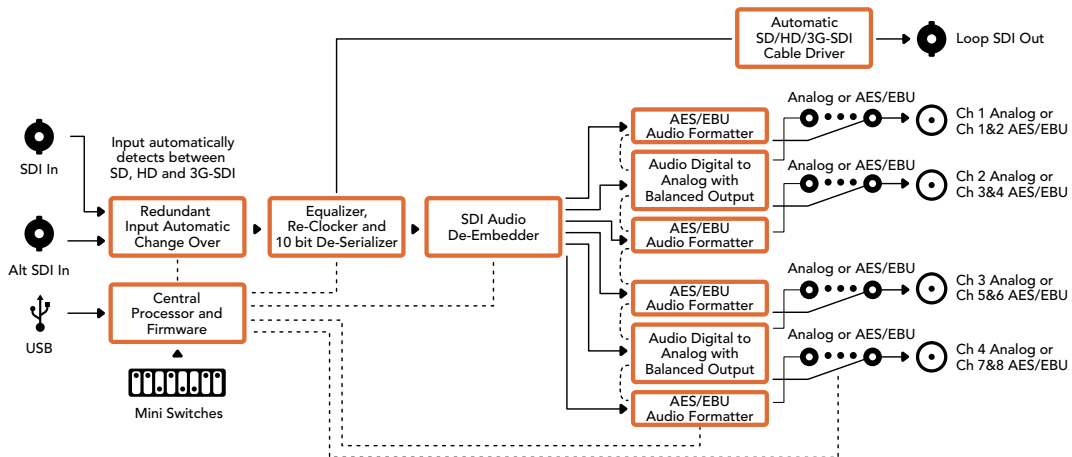 Automatic
SD/HD/3G-SDI
Cable Driver
Loop SDI Out
SDI In
Input automatically
detects between
SD, HD and 3G-SDI
Alt SDI In
Redundant
Input Automatic
Change Over
Equalizer,
Re-Clocker and
10 bit De-Serializer
SDI Audio
De-Embedder
USB
Central
Processor and
Firmware
Mini Switches
AES/EBU
Audio Formatter
Audio Digital to
Analog with
Balanced Output
AES/EBU
Audio Formatter
AES/EBU
Audio Formatter
Audio Digital to
Analog with
Balanced Output
AES/EBU
Audio Formatter
Analog or AES/EBU
Ch 1 Analog or
Ch 1&2 AES/EBU
Analog or AES/EBU
Ch 2 Analog or
Ch 3&4 AES/EBU
Analog or AES/EBU
Ch 3 Analog or
Ch 5&6 AES/EBU
Analog or AES/EBU
Ch 4 Analog or
Ch 7&8 AES/EBU